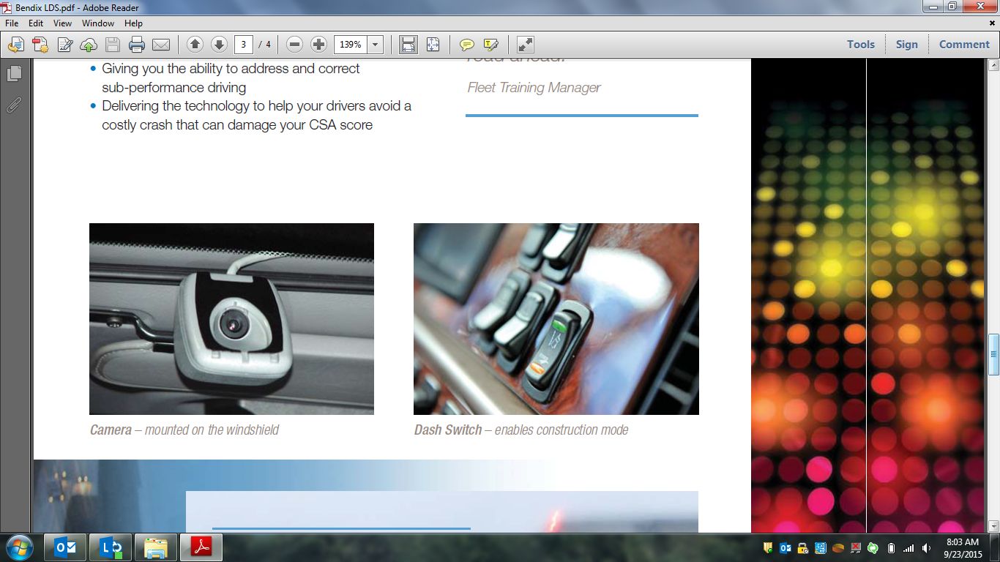 Bendix LDS.pdf - Adobe Reader
File Edit View Window Help
3 / 4 139% Tools Sign Comment
• Giving you the ability to address and correct
sub-performance driving
• Delivering the technology to help your drivers avoid a
costly crash that can damage your CSA score
road ahead.
Fleet Training Manager
Camera – mounted on the windshield
Dash Switch – enables construction mode
8:03 AM
9/23/2015